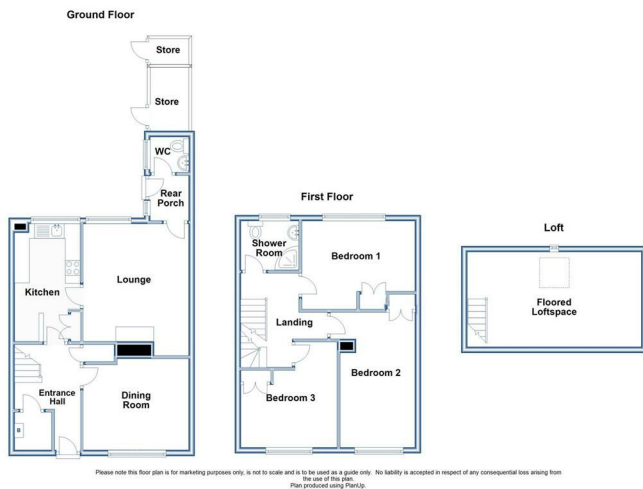 Ground Floor
Store
Store
WC
Rear
Porch
Lounge
Kitchen
Entrance
Hall
Dining
Room
First Floor
Shower
Room
Bedroom 1
Landing
Bedroom 2
Bedroom 3
Loft
Floored
Loftspace
Please note this floor plan is for marketing purposes only, is not to scale and is to be used as a guide only. No liability is accepted in respect of any consequential loss arising from
the use of this plan.
Plan produced using PlanUp.